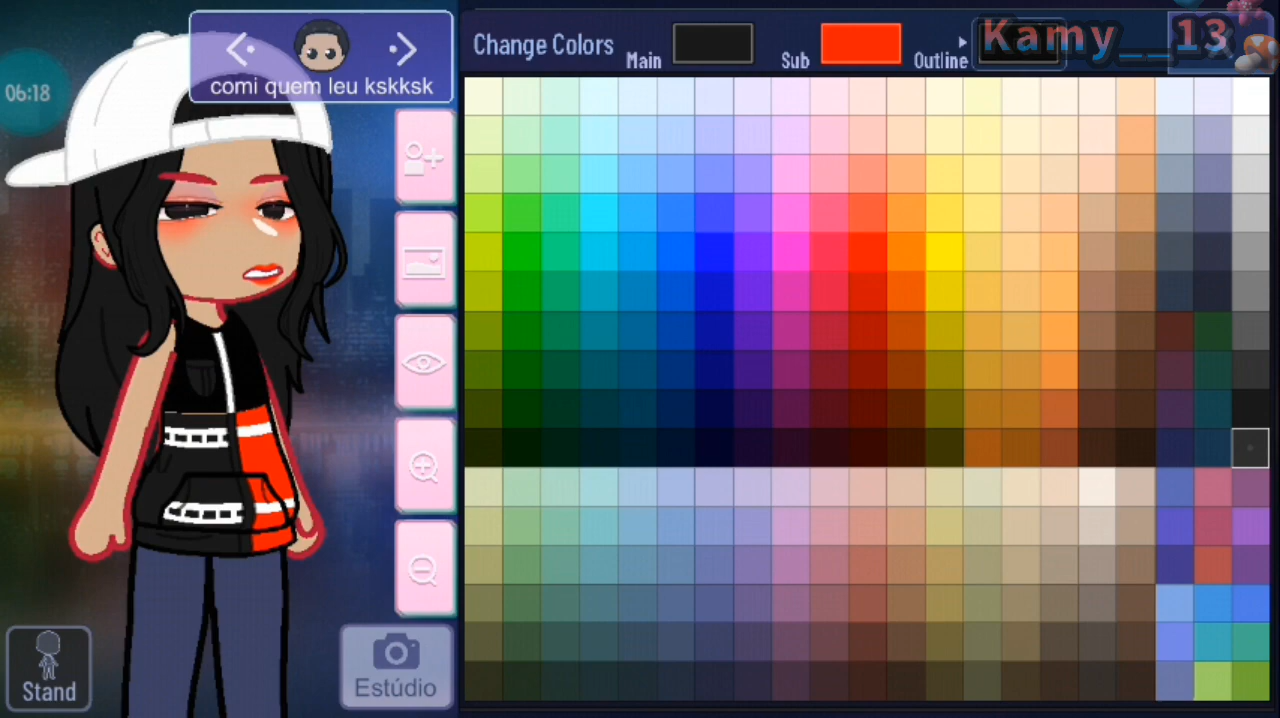 06:18
comi quem leu kskksk
Change Colors
Main
Sub
Outline
Kamy__13
Stand
Estúdio